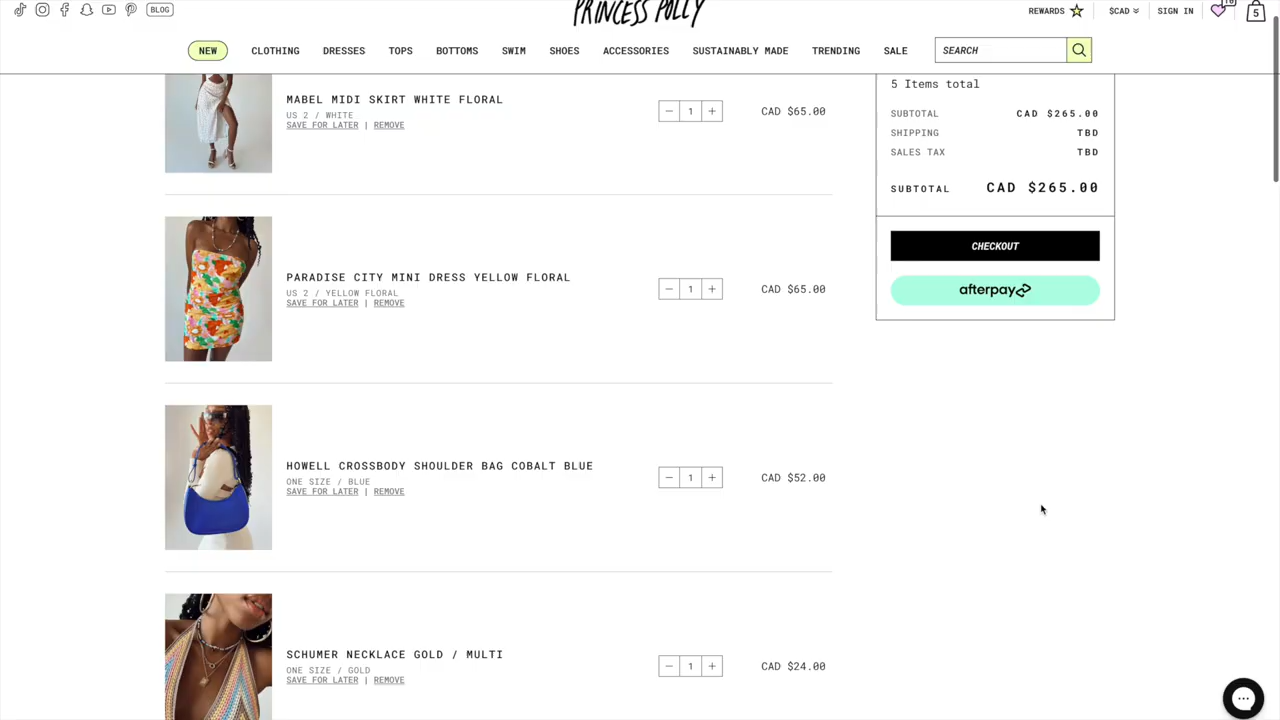 BLOG
PRINCESS POLLY
REWARDS
$CAD
SIGN IN
5
NEW
CLOTHING
DRESSES
TOPS
BOTTOMS
SWIM
SHOES
ACCESSORIES
SUSTAINABLY MADE
TRENDING
SALE
SEARCH
MABEL MIDI SKIRT WHITE FLORAL
US 2 / WHITE
SAVE FOR LATER | REMOVE
− 1 +
CAD $65.00
PARADISE CITY MINI DRESS YELLOW FLORAL
US 2 / YELLOW FLORAL
SAVE FOR LATER | REMOVE
− 1 +
CAD $65.00
HOWELL CROSSBODY SHOULDER BAG COBALT BLUE
ONE SIZE / BLUE
SAVE FOR LATER | REMOVE
− 1 +
CAD $52.00
SCHUMER NECKLACE GOLD / MULTI
ONE SIZE / GOLD
SAVE FOR LATER | REMOVE
− 1 +
CAD $24.00
5 Items total
SUBTOTAL CAD $265.00
SHIPPING TBD
SALES TAX TBD
SUBTOTAL CAD $265.00
CHECKOUT
afterpay